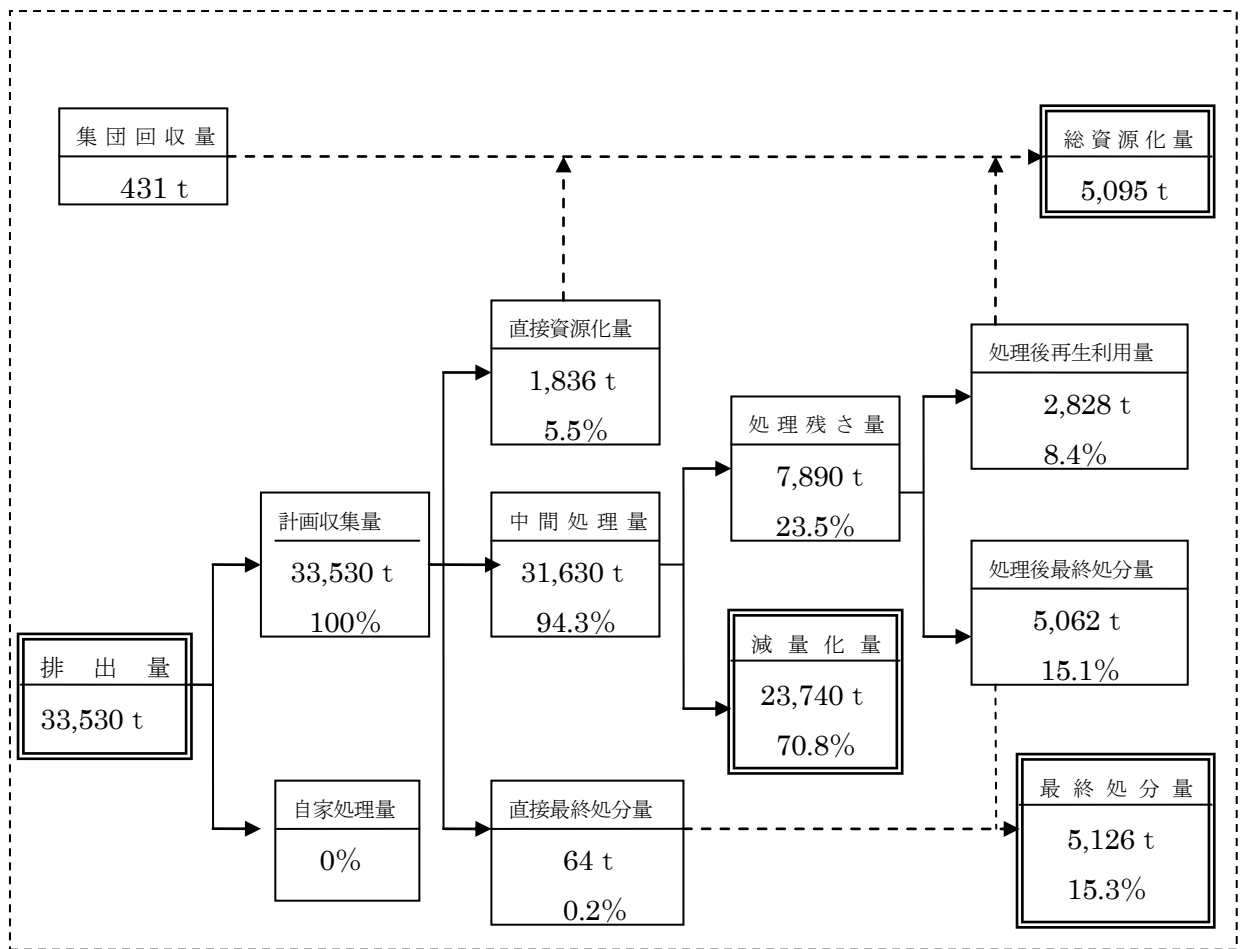 集団回収量
431 t
総資源化量
5,095 t
直接資源化量
1,836 t
5.5%
処理後再生利用量
2,828 t
8.4%
処理残さ量
7,890 t
23.5%
計画収集量
33,530 t
100%
中間処理量
31,630 t
94.3%
処理後最終処分量
5,062 t
15.1%
排出量
33,530 t
減量化量
23,740 t
70.8%
自家処理量
0%
直接最終処分量
64 t
0.2%
最終処分量
5,126 t
15.3%